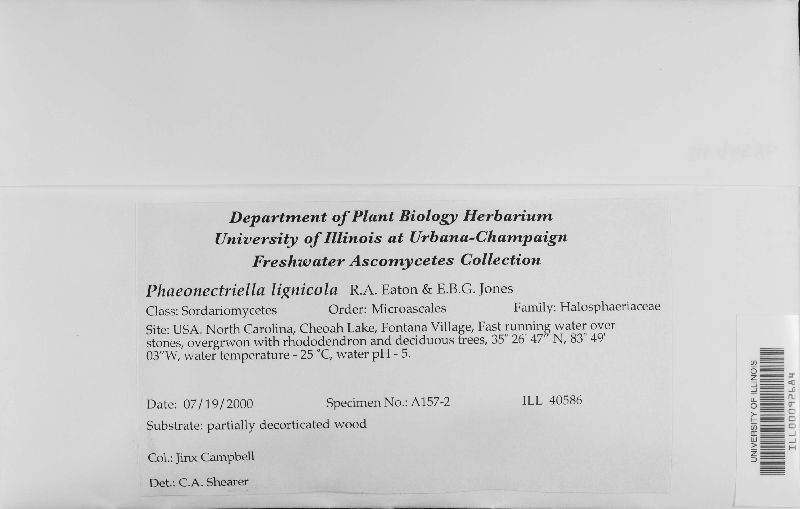 Department of Plant Biology Herbarium
University of Illinois at Urbana-Champaign
Freshwater Ascomycetes Collection
Phaeonectriella lignicola R.A. Eaton & E.B.G. Jones
Class: Sordariomycetes Order: Microascales Family: Halosphaeriaceae
Site: USA. North Carolina, Cheoah Lake, Fontana Village, Fast running water over
stones, overgrwon with rhododendron and deciduous trees, 35° 26' 47" N, 83° 49'
03"W, water temperature - 25 °C, water pH - 5.
Date: 07/19/2000 Specimen No.: A157-2 ILL 40586
Substrate: partially decorticated wood
Col.: Jinx Campbell
Det.: C.A. Shearer
UNIVERSITY OF ILLINOIS
ILL00092684